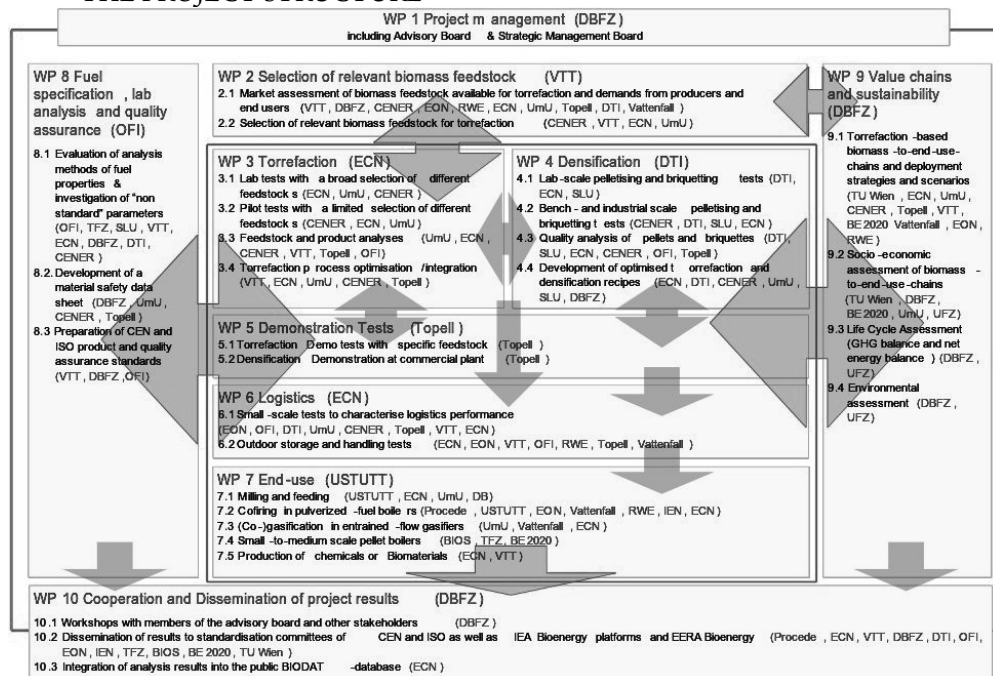 THE PROJECT STRUCTURE
WP 1 Project management (DBFZ)
including Advisory Board & Strategic Management Board
WP 8 Fuel
specification, lab
analysis and quality
assurance (OFI)
8.1 Evaluation of analysis
methods of fuel
properties &
investigation of "non
standard" parameters
(OFI, TFZ, SLU, VTT,
ECN, DBFZ, DTI,
CENER)
8.2. Development of a
material safety data
sheet (DBFZ, UmU,
CENER, Topell)
8.3 Preparation of CEN and
ISO product and quality
assurance standards
(VTT, DBFZ, OFI)
WP 2 Selection of relevant biomass feedstock (VTT)
2.1 Market assessment of biomass feedstock available for torrefaction and demands from producers and
end users (VTT, DBFZ, CENER, EON, RWE, ECN, UmU, Topell, DTI, Vattenfall)
2.2 Selection of relevant biomass feedstock for torrefaction (CENER, VTT, ECN, UmU)
WP 3 Torrefaction (ECN)
3.1 Lab tests with a broad selection of different
feedstocks (ECN, UmU, CENER)
3.2 Pilot tests with a limited selection of different
feedstocks (CENER, ECN, UmU)
3.3 Feedstock and product analyses (UmU, ECN,
CENER, VTT, Topell, OFI)
3.4 Torrefaction process optimisation /integration
(VTT, ECN, UmU, CENER, Topell)
WP 4 Densification (DTI)
4.1 Lab-scale pelletising and briquetting tests (DTI,
ECN, SLU)
4.2 Bench- and industrial scale pelletising and
briquetting tests (CENER, DTI, SLU, ECN)
4.3 Quality analysis of pellets and briquettes (DTI,
SLU, ECN, CENER, OFI, Topell)
4.4 Development of optimised torrefaction and
densification recipes (ECN, DTI, CENER, UmU,
SLU, DBFZ)
WP 5 Demonstration Tests (Topell)
5.1 Torrefaction Demo tests with specific feedstock (Topell)
5.2 Densification Demonstration at commercial plant (Topell)
WP 6 Logistics (ECN)
6.1 Small-scale tests to characterise logistics performance
(EON, OFI, DTI, UmU, CENER, Topell, VTT, ECN)
6.2 Outdoor storage and handling tests (ECN, EON, VTT, OFI, RWE, Topell, Vattenfall)
WP 7 End-use (USTUTT)
7.1 Milling and feeding (USTUTT, ECN, UmU, DB)
7.2 Cofiring in pulverized-fuel boilers (Procede, USTUTT, EON, Vattenfall, RWE, IEN, ECN)
7.3 (Co-)gasification in entrained-flow gasifiers (UmU, Vattenfall, ECN)
7.4 Small-to-medium scale pellet boilers (BIOS, TFZ, BE2020)
7.5 Production of chemicals or Biomaterials (ECN, VTT)
WP 9 Value chains
and sustainability
(DBFZ)
9.1 Torrefaction-based
biomass-to-end-use-
chains and deployment
strategies and scenarios
(TU Wien, ECN, UmU,
CENER, Topell, VTT,
BE2020 Vattenfall, EON,
RWE)
9.2 Socio-economic
assessment of biomass-
to-end-use-chains
(TU Wien, DBFZ,
BE2020, UmU, UFZ)
9.3 Life Cycle Assessment
(GHG balance and net
energy balance) (DBFZ,
UFZ)
9.4 Environmental
assessment (DBFZ,
UFZ)
WP 10 Cooperation and Dissemination of project results (DBFZ)
10.1 Workshops with members of the advisory board and other stakeholders (DBFZ)
10.2 Dissemination of results to standardisation committees of CEN and ISO as well as IEA Bioenergy platforms and EERA Bioenergy (Procede, ECN, VTT, DBFZ, DTI, OFI,
EON, IEN, TFZ, BIOS, BE2020, TU Wien)
10.3 Integration of analysis results into the public BIODAT -database (ECN)